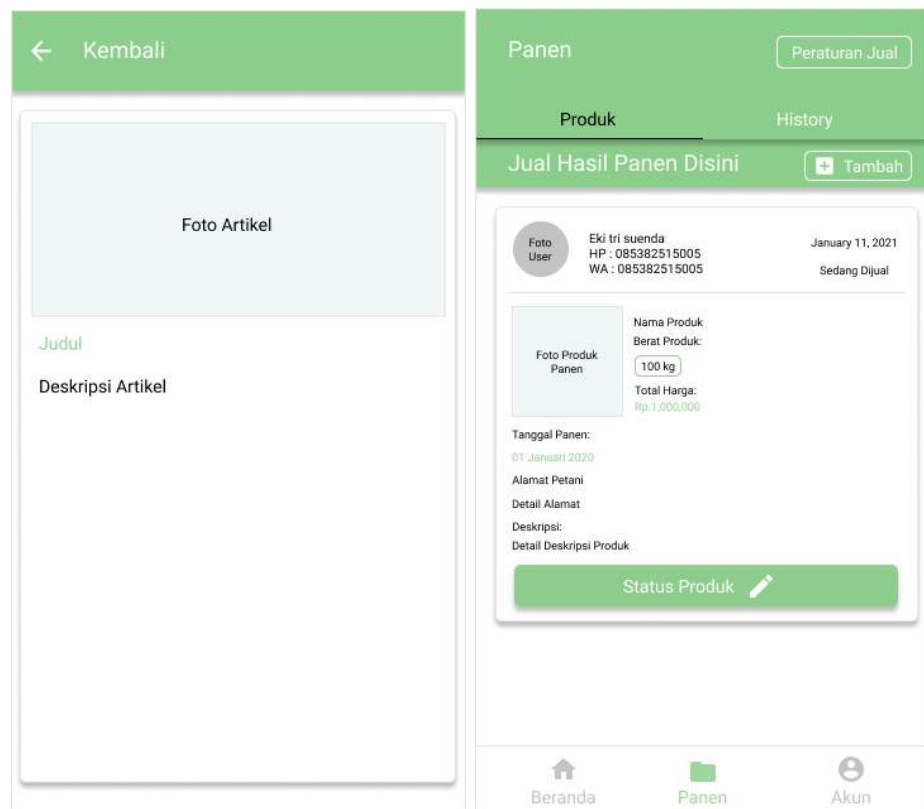 Kembali
Foto Artikel
Judul
Deskripsi Artikel
Panen
Peraturan Jual
Produk
History
Jual Hasil Panen Disini
Tambah
Foto
User
Eki tri suenda
HP : 085382515005
WA : 085382515005
January 11, 2021
Sedang Dijual
Foto Produk
Panen
Nama Produk
Berat Produk:
100 kg
Total Harga:
Rp.1,000,000
Tanggal Panen:
01 Januari 2020
Alamat Petani
Detail Alamat
Deskripsi:
Detail Deskripsi Produk
Status Produk
Beranda
Panen
Akun